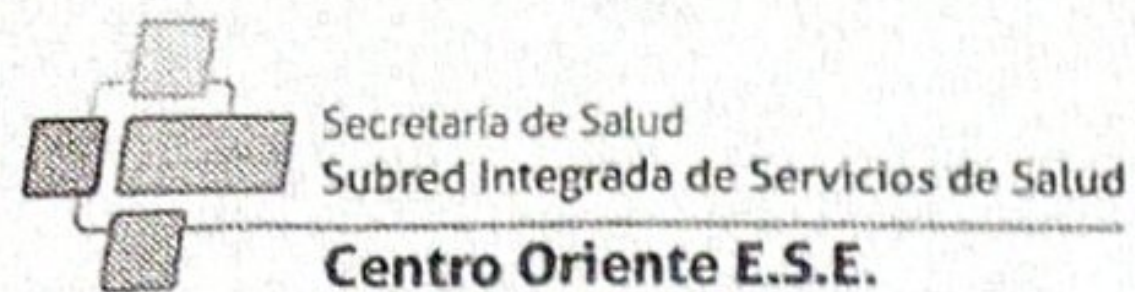 Secretaría de Salud
Subred Integrada de Servicios de Salud
Centro Oriente E.S.E.